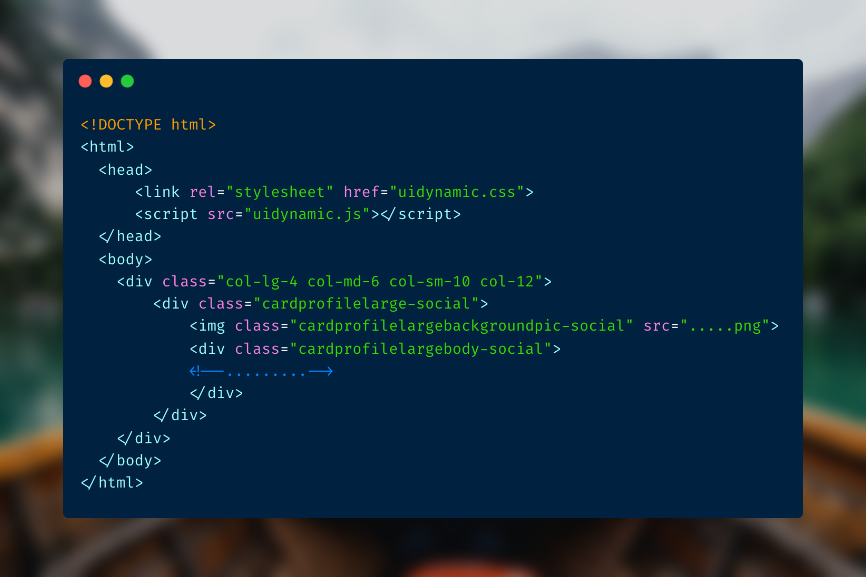 <!DOCTYPE html>
<html>
<head>
<link rel="stylesheet" href="uidynamic.css">
<script src="uidynamic.js"></script>
</head>
<body>
<div class="col-lg-4 col-md-6 col-sm-10 col-12">
<div class="cardprofilelarge-social">
<img class="cardprofilelargebackgroundpic-social" src=".....png">
<div class="cardprofilelargebody-social">
<!--.........-->
</div>
</div>
</div>
</body>
</html>